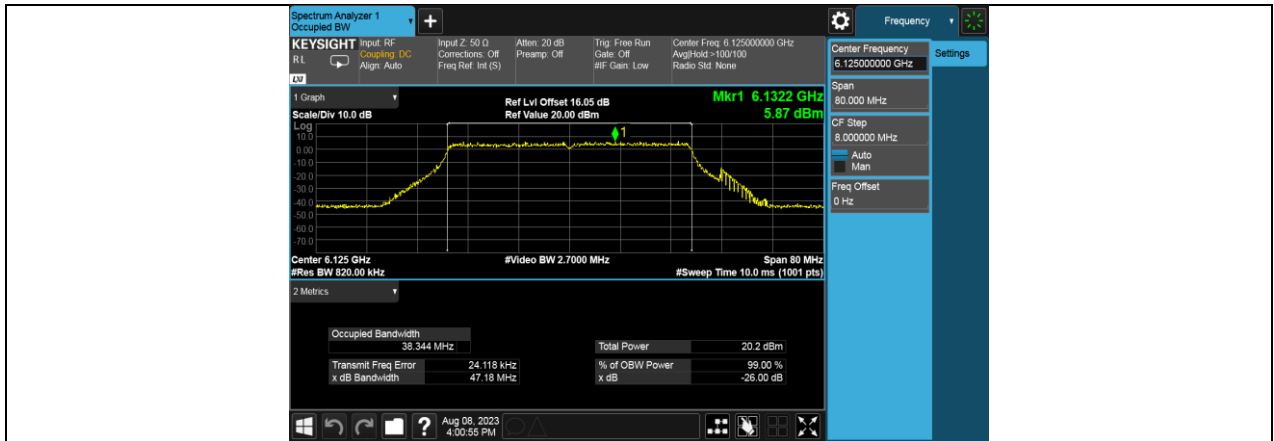 Spectrum Analyzer 1
Occupied BW
Frequency
KEYSIGHT Input: RF Input Z: 50 Ω Atten: 20 dB Trig: Free Run Center Freq: 6.125000000 GHz
RL Coupling: DC Corrections: Off Preamp: Off Gate: Off Avg|Hold:>100/100
Align: Auto Freq Ref: Int (S) #IF Gain: Low Radio Std: None
LXI
1 Graph
Scale/Div 10.0 dB
Ref Lvl Offset 16.05 dB
Ref Value 20.00 dBm
Mkr1 6.1322 GHz
5.87 dBm
Log
10.0
0.00
-10.0
-20.0
-30.0
-40.0
-50.0
-60.0
-70.0
1
Center 6.125 GHz #Video BW 2.7000 MHz Span 80 MHz
#Res BW 820.00 kHz #Sweep Time 10.0 ms (1001 pts)
2 Metrics
Occupied Bandwidth
38.344 MHz
Total Power 20.2 dBm
Transmit Freq Error 24.118 kHz % of OBW Power 99.00 %
x dB Bandwidth 47.18 MHz x dB -26.00 dB
Center Frequency
6.125000000 GHz
Settings
Span
80.000 MHz
CF Step
8.000000 MHz
Auto
Man
Freq Offset
0 Hz
?
Aug 08, 2023
4:00:55 PM